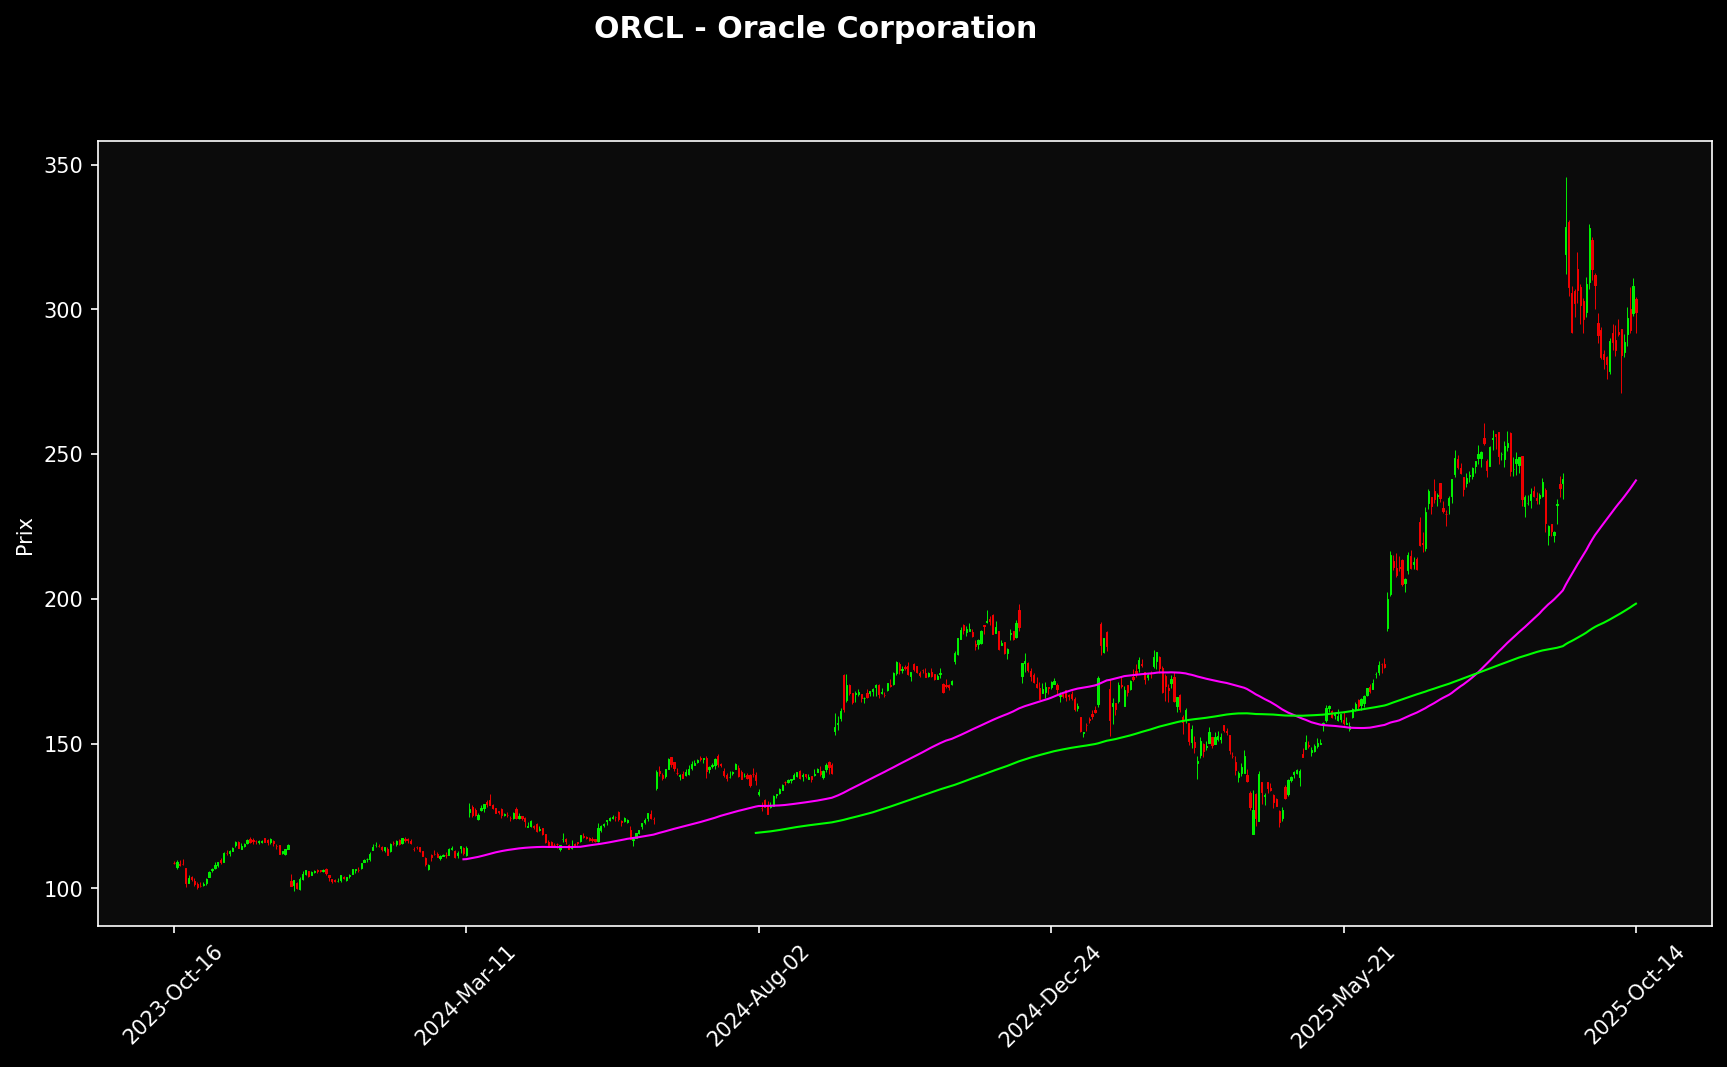 ORCL - Oracle Corporation
350
300
250
200
150
100
Prix
2023-Oct-16
2024-Mar-11
2024-Aug-02
2024-Dec-24
2025-May-21
2025-Oct-14